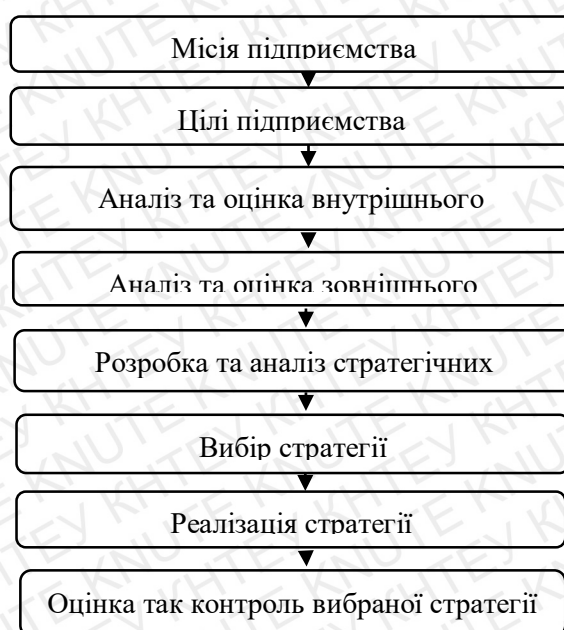 Місія підприємства
Цілі підприємства
Аналіз та оцінка внутрішнього
Аналіз та оцінка зовнішнього
Розробка та аналіз стратегічних
Вибір стратегії
Реалізація стратегії
Оцінка так контроль вибраної стратегії